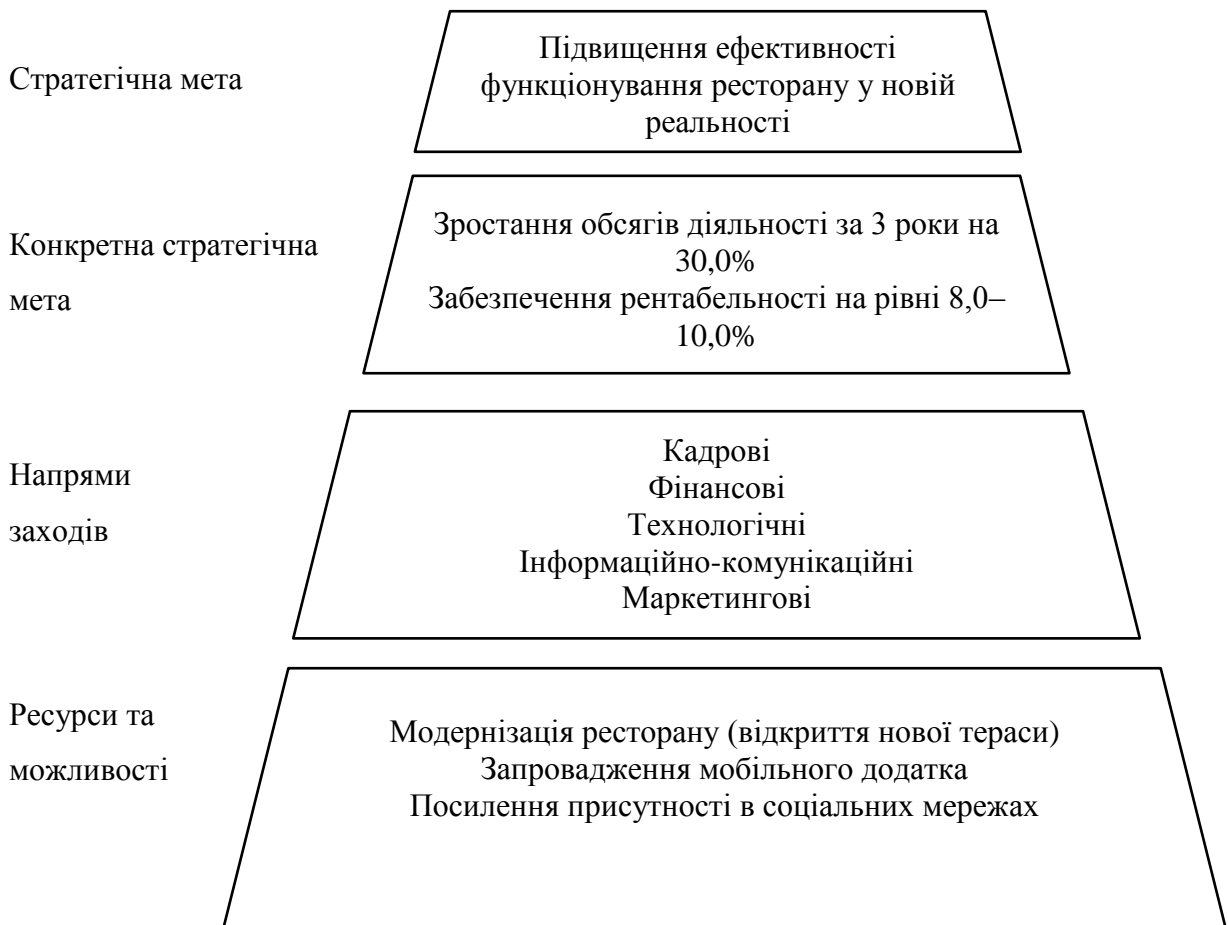 Стратегічна мета
Підвищення ефективності
функціонування ресторану у новій
реальності
Конкретна стратегічна
мета
Зростання обсягів діяльності за 3 роки на
30,0%
Забезпечення рентабельності на рівні 8,0–
10,0%
Напрями
заходів
Кадрові
Фінансові
Технологічні
Інформаційно-комунікаційні
Маркетингові
Ресурси та
можливості
Модернізація ресторану (відкриття нової тераси)
Запровадження мобільного додатка
Посилення присутності в соціальних мережах